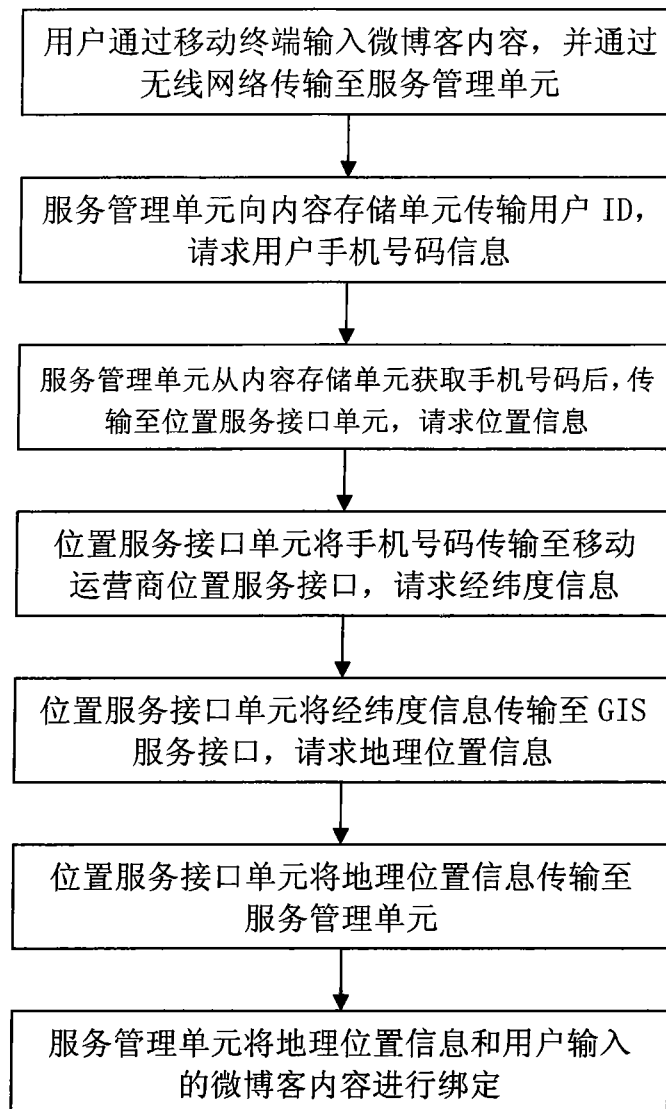 用户通过移动终端输入微博客内容，并通过
无线网络传输至服务管理单元
服务管理单元向内容存储单元传输用户 ID，
请求用户手机号码信息
服务管理单元从内容存储单元获取手机号码后，传
输至位置服务接口单元，请求位置信息
位置服务接口单元将手机号码传输至移动
运营商位置服务接口，请求经纬度信息
位置服务接口单元将经纬度信息传输至 GIS
服务接口，请求地理位置信息
位置服务接口单元将地理位置信息传输至
服务管理单元
服务管理单元将地理位置信息和用户输入
的微博客内容进行绑定